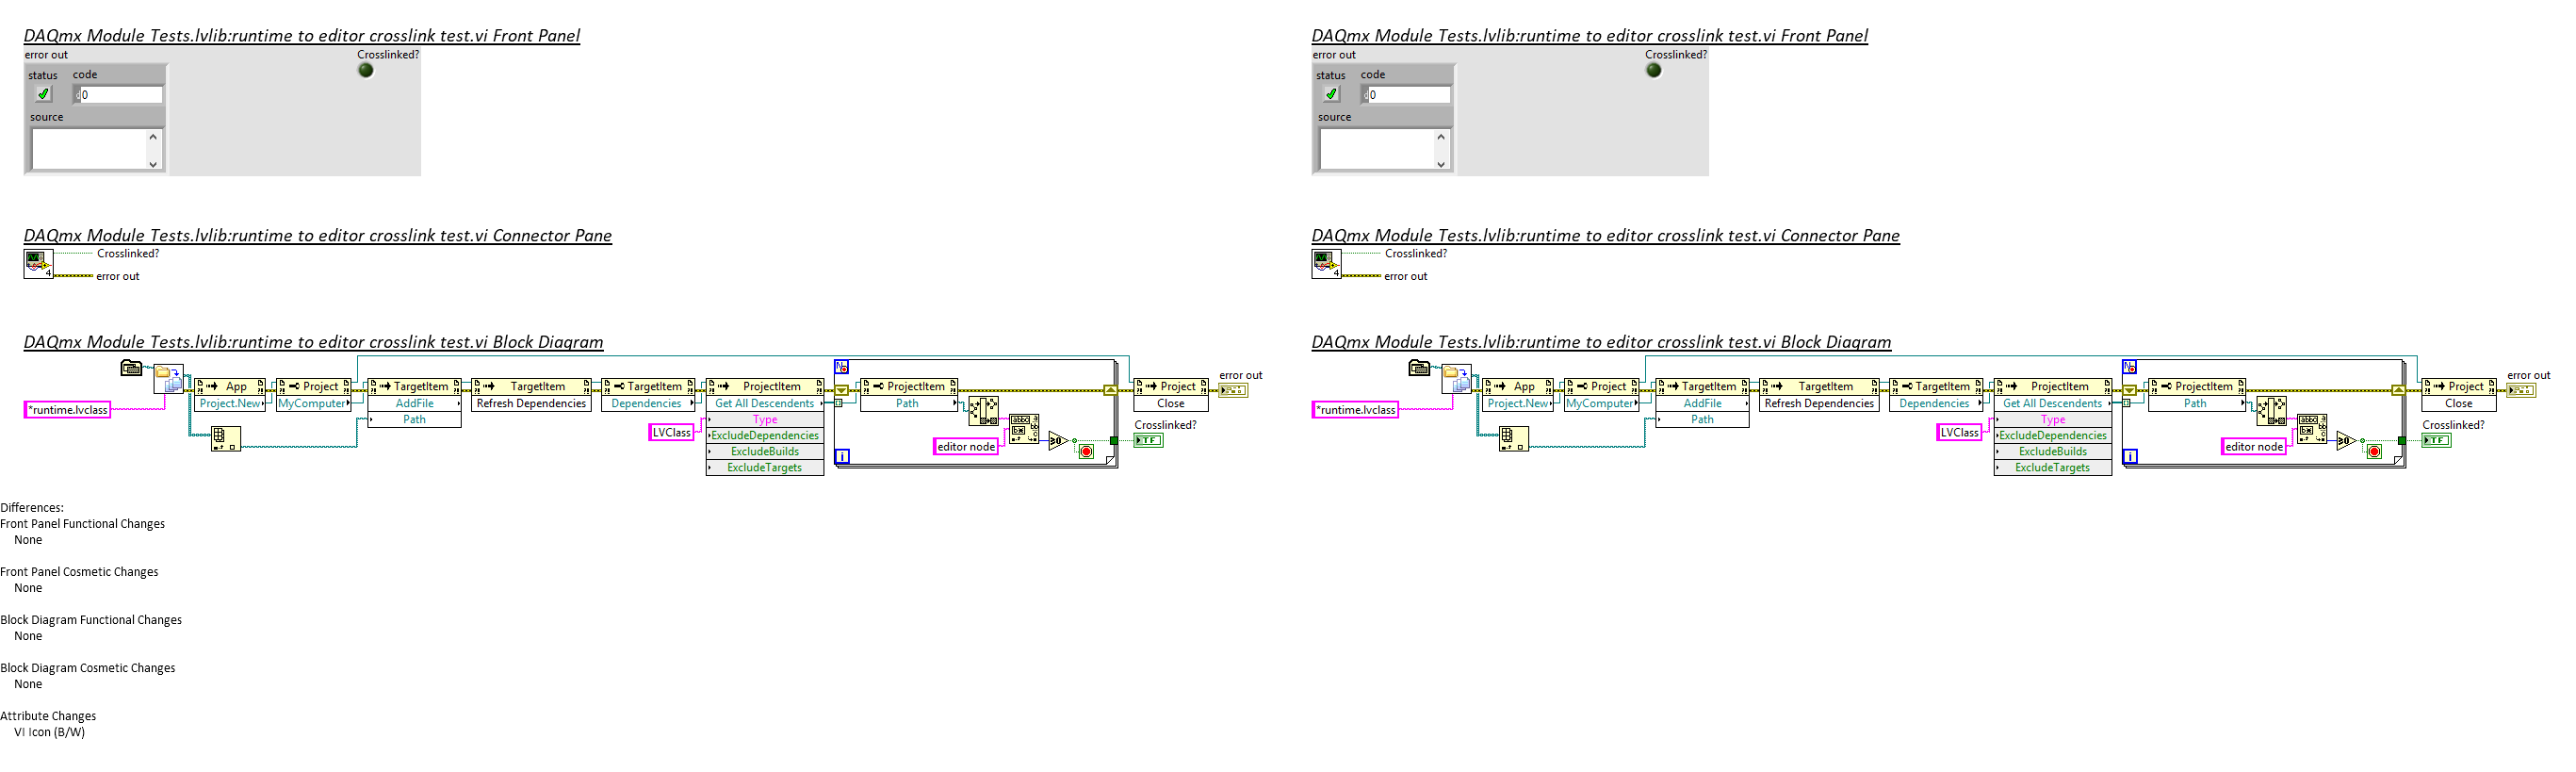 DAQmx Module Tests.lvlib:runtime to editor crosslink test.vi Front Panel
error out
Crosslinked?
status
code
0
source
DAQmx Module Tests.lvlib:runtime to editor crosslink test.vi Connector Pane
Crosslinked?
4
error out
DAQmx Module Tests.lvlib:runtime to editor crosslink test.vi Block Diagram
N
error out
App
Project
TargetItem
TargetItem
TargetItem
ProjectItem
ProjectItem
Project
*runtime.lvclass
Project.New
MyComputer
AddFile
Refresh Dependencies
Dependencies
Get All Descendents
Path
Close
Path
Type
Crosslinked?
LVClass
ExcludeDependencies
TF
editor node
ExcludeBuilds
i
ExcludeTargets
DAQmx Module Tests.lvlib:runtime to editor crosslink test.vi Front Panel
error out
Crosslinked?
status
code
0
source
DAQmx Module Tests.lvlib:runtime to editor crosslink test.vi Connector Pane
Crosslinked?
4
error out
DAQmx Module Tests.lvlib:runtime to editor crosslink test.vi Block Diagram
N
error out
App
Project
TargetItem
TargetItem
TargetItem
ProjectItem
ProjectItem
Project
*runtime.lvclass
Project.New
MyComputer
AddFile
Refresh Dependencies
Dependencies
Get All Descendents
Path
Close
Path
Type
Crosslinked?
LVClass
ExcludeDependencies
TF
editor node
ExcludeBuilds
i
ExcludeTargets
Differences:
Front Panel Functional Changes
None
Front Panel Cosmetic Changes
None
Block Diagram Functional Changes
None
Block Diagram Cosmetic Changes
None
Attribute Changes
VI Icon (B/W)